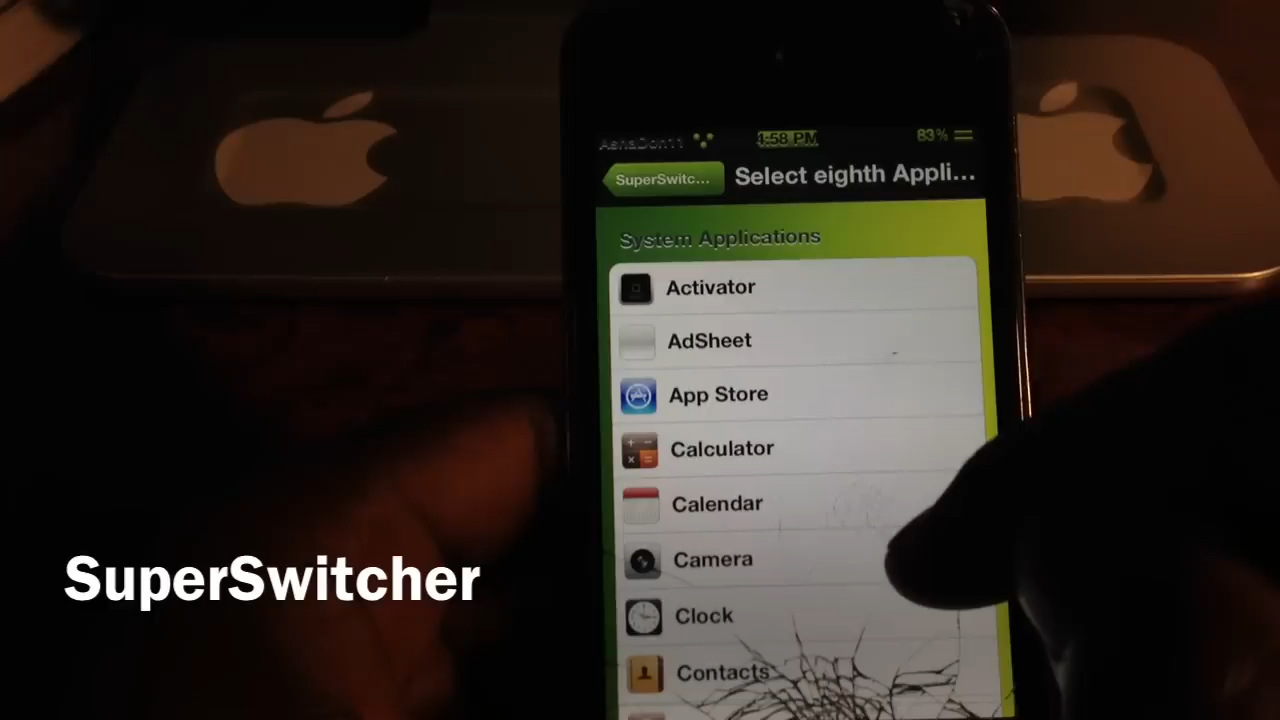 AshaDon11 4:58 PM 83%
SuperSwitc... Select eighth Appli...
System Applications
Activator
AdSheet
App Store
Calculator
Calendar
Camera
Clock
Contacts
SuperSwitcher